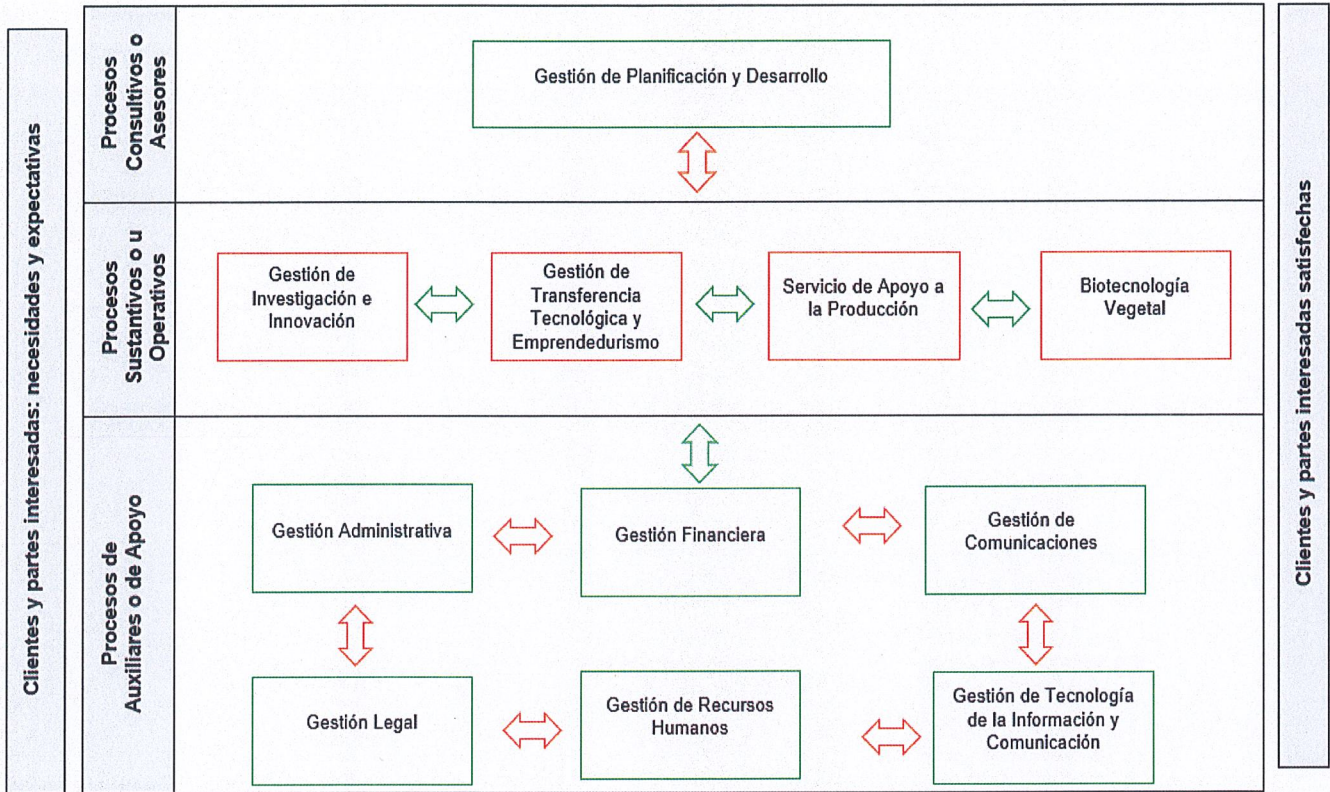 Clientes y partes interesadas: necesidades y expectativas
Procesos
Consultivos o
Asesores
Gestión de Planificación y Desarrollo
Procesos
Sustantivos o u
Operativos
Gestión de
Investigación e
Innovación
Gestión de
Transferencia
Tecnológica y
Emprendedurismo
Servicio de Apoyo a
la Producción
Biotecnología
Vegetal
Procesos de
Auxiliares o de Apoyo
Gestión Administrativa
Gestión Financiera
Gestión de
Comunicaciones
Gestión Legal
Gestión de Recursos
Humanos
Gestión de Tecnología
de la Información y
Comunicación
Clientes y partes interesadas satisfechas